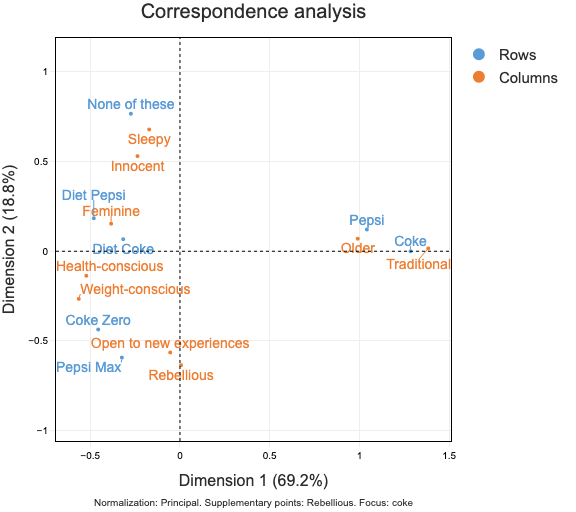 Correspondence analysis
Rows
Columns
Dimension 2 (18.8%)
1
0.5
0
−0.5
−1
None of these
Sleepy
Innocent
Diet Pepsi
Feminine
Diet Coke
Pepsi
Coke
Older
Traditional
Health-conscious
Weight-conscious
Coke Zero
Open to new experiences
Pepsi Max
Rebellious
−0.5
0
0.5
1
1.5
Dimension 1 (69.2%)
Normalization: Principal. Supplementary points: Rebellious. Focus: coke